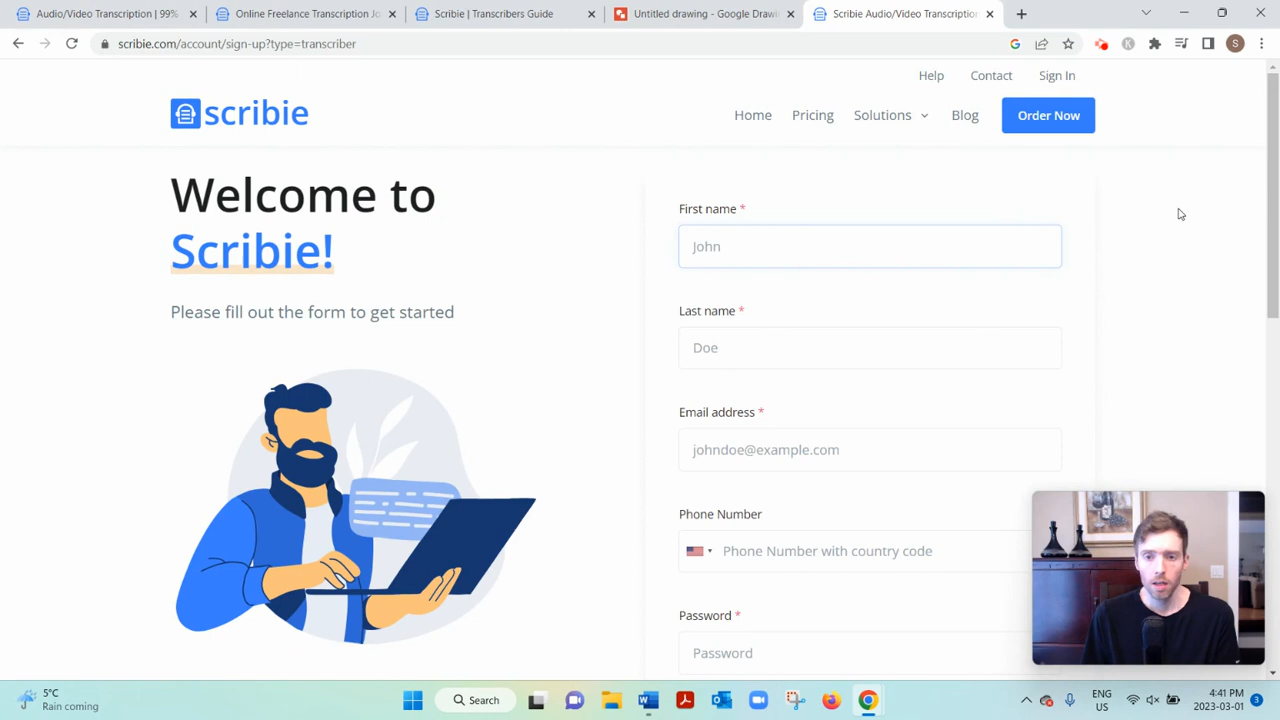 Audio/Video Transcription | 99%
Online Freelance Transcription Jo
Scribie | Transcribers Guide
Untitled drawing - Google Drawi
Scribie Audio/Video Transcription
scribie.com/account/sign-up?type=transcriber
G
K
S
Help
Contact
Sign In
scribie
Home
Pricing
Solutions
Blog
Order Now
Welcome to
Scribie!
Please fill out the form to get started
First name *
John
Last name *
Doe
Email address *
johndoe@example.com
Phone Number
Phone Number with country code
Password *
Password
5°C
Rain coming
Search
ENG
US
4:41 PM
2023-03-01
3